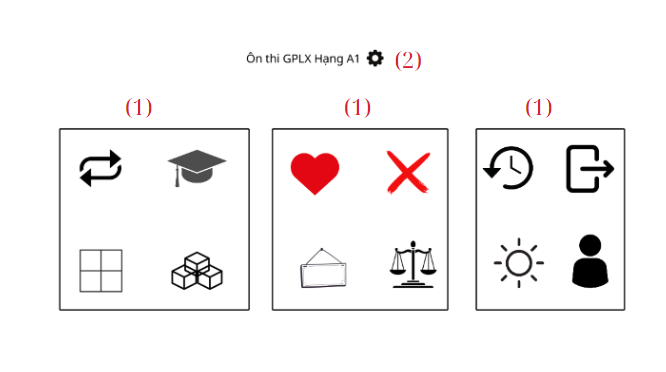 Ôn thi GPLX Hạng A1 (2)
(1) (1) (1)